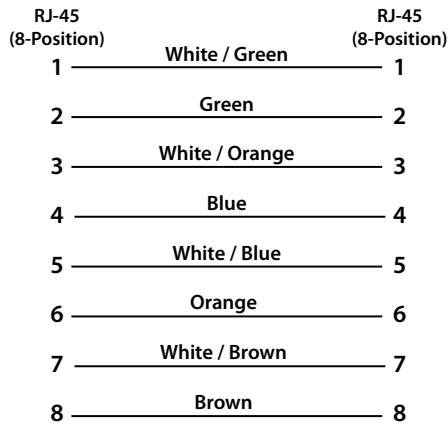 RJ-45 RJ-45
(8-Position) (8-Position)
1 White / Green 1
2 Green 2
3 White / Orange 3
4 Blue 4
5 White / Blue 5
6 Orange 6
7 White / Brown 7
8 Brown 8